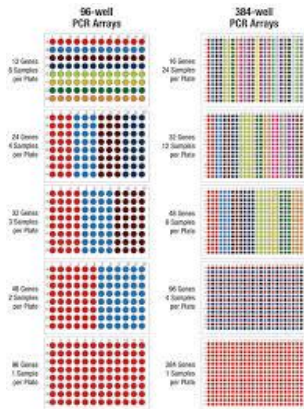 96-well
PCR Arrays
384-well
PCR Arrays
12 Genes
8 Samples
per Plate
16 Genes
24 Samples
per Plate
24 Genes
4 Samples
per Plate
32 Genes
12 Samples
per Plate
32 Genes
3 Samples
per Plate
48 Genes
8 Samples
per Plate
48 Genes
2 Samples
per Plate
96 Genes
4 Samples
per Plate
96 Genes
1 Sample
per Plate
384 Genes
1 Samples
per Plate